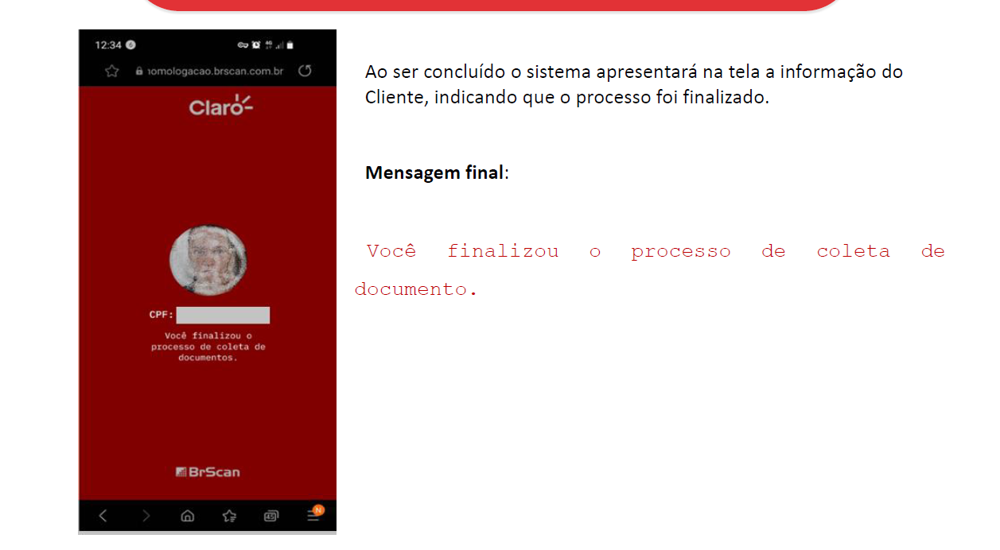 12:34
omologacao.brscan.com.br
Claro
CPF:
Você finalizou o
processo de coleta de
documentos.
BrScan
45
N
Ao ser concluído o sistema apresentará na tela a informação do
Cliente, indicando que o processo foi finalizado.
Mensagem final:
Você finalizou o processo de coleta de
documento.